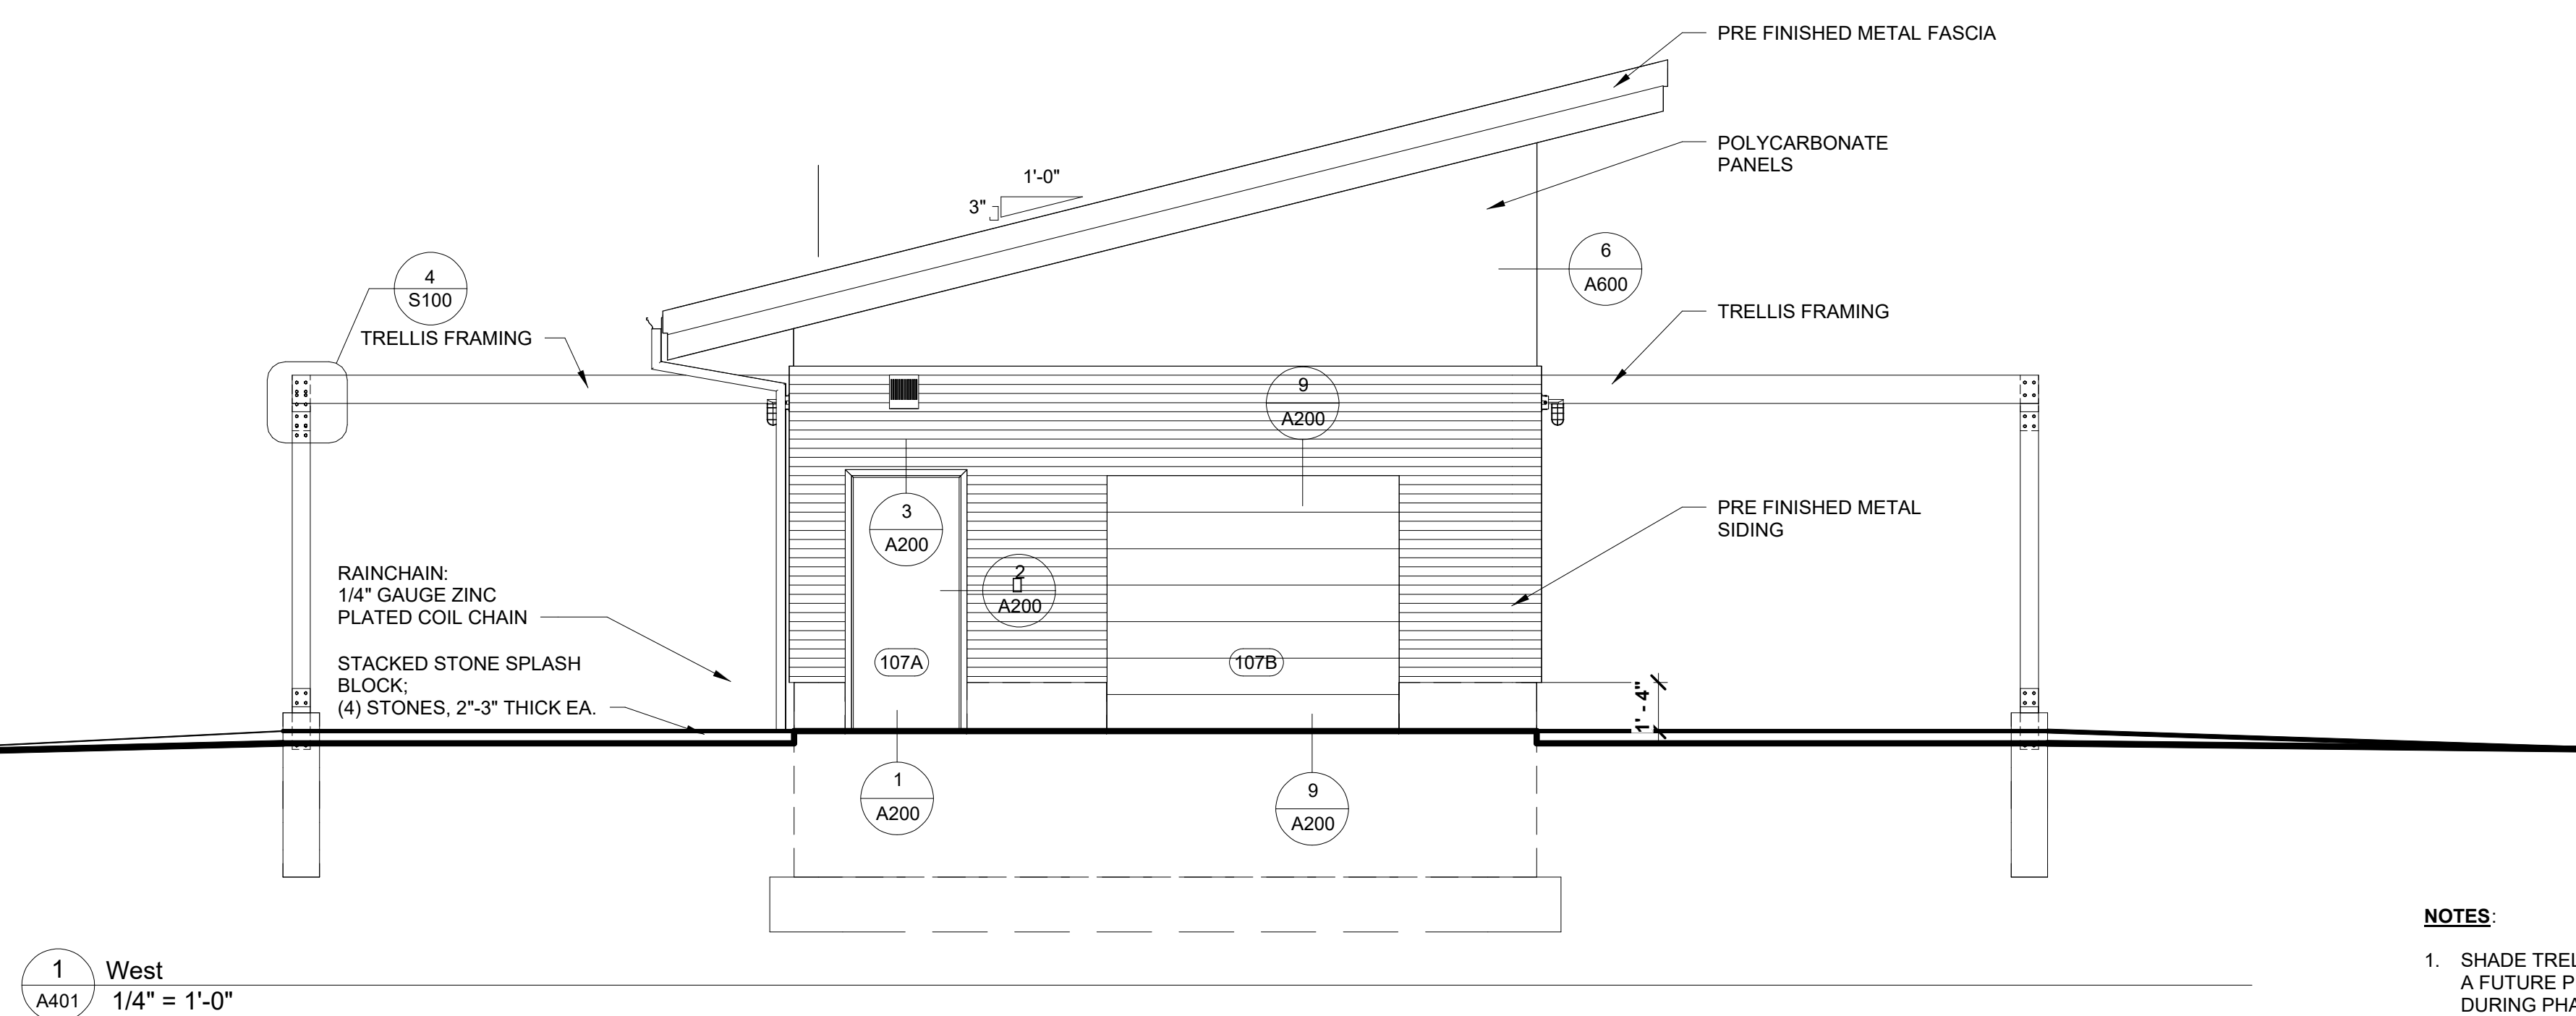 PRE FINISHED METAL FASCIA
POLYCARBONATE
PANELS
1'-0"
3"
6
A600
4
S100
TRELLIS FRAMING
TRELLIS FRAMING
9
A200
3
A200
PRE FINISHED METAL
SIDING
2
A200
RAINCHAIN:
1/4" GAUGE ZINC
PLATED COIL CHAIN
107A
107B
STACKED STONE SPLASH
BLOCK;
(4) STONES, 2"-3" THICK EA.
1' - 4"
1
A200
9
A200
NOTES:
1. SHADE TREL
A FUTURE P
DURING PHA
1
A401
West
1/4" = 1'-0"